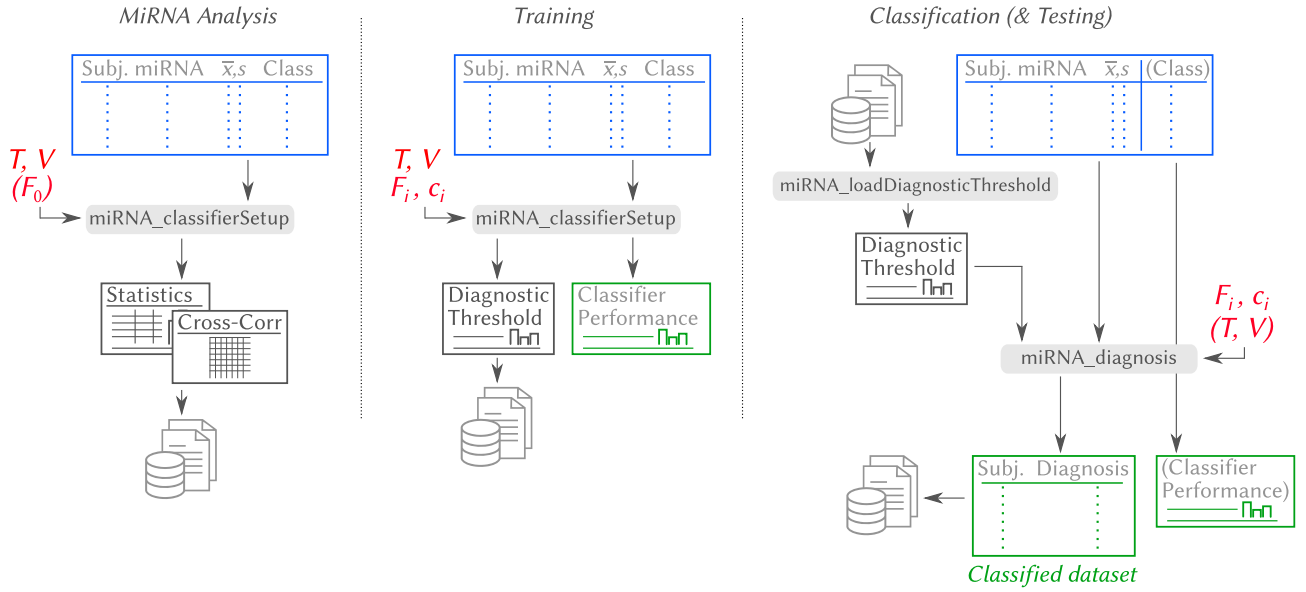 MiRNA Analysis
Subj. miRNA x̅,s Class
T, V
(F₀)
miRNA_classifierSetup
Statistics
Cross-Corr
Training
Subj. miRNA x̅,s Class
T, V
Fᵢ , cᵢ
miRNA_classifierSetup
Diagnostic
Threshold
Classifier
Performance
Classification (& Testing)
Subj. miRNA x̅,s (Class)
miRNA_loadDiagnosticThreshold
Diagnostic
Threshold
Fᵢ , cᵢ
(T, V)
miRNA_diagnosis
Subj. Diagnosis
(Classifier
Performance)
Classified dataset